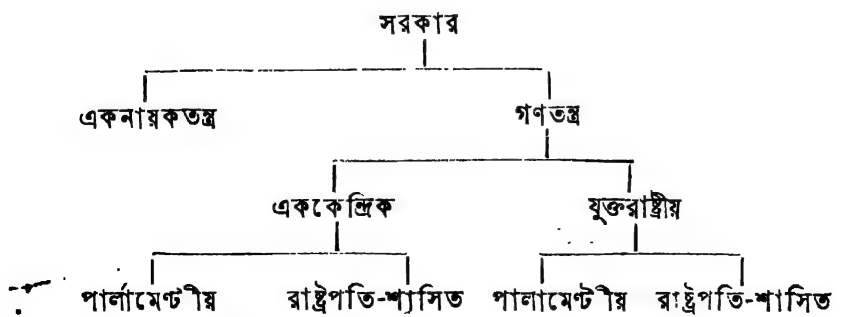 সরকার
একনায়কতন্ত্র গণতন্ত্র
এককেন্দ্রিক যুক্তরাষ্ট্রীয়
পার্লামেণ্টীয় রাষ্ট্রপতি-শাসিত পালামেণ্টীয় রাষ্ট্রপতি-শাসিত